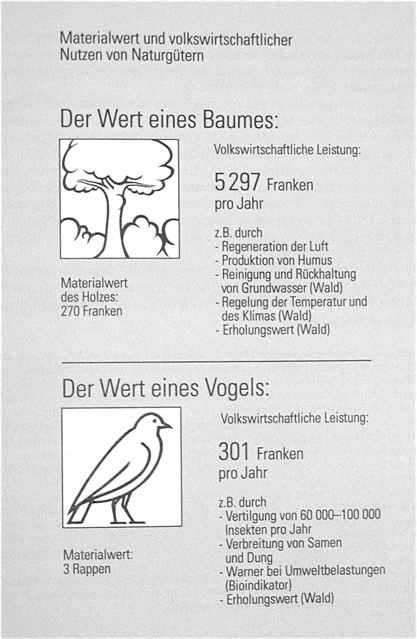 Materialwert und volkswirtschaftlicher
Nutzen von Naturgütern
Der Wert eines Baumes:
Volkswirtschaftliche Leistung:
5297 Franken
pro Jahr
z.B. durch
- Regeneration der Luft
- Produktion von Humus
- Reinigung und Rückhaltung
von Grundwasser (Wald)
- Regelung der Temperatur und
des Klimas (Wald)
- Erholungswert (Wald)
Materialwert
des Holzes:
270 Franken
Der Wert eines Vogels:
Volkswirtschaftliche Leistung:
301 Franken
pro Jahr
z.B. durch
- Vertilgung von 60 000–100 000
Insekten pro Jahr
- Verbreitung von Samen
und Dung
- Warner bei Umweltbelastungen
(Bioindikator)
- Erholungswert (Wald)
Materialwert:
3 Rappen